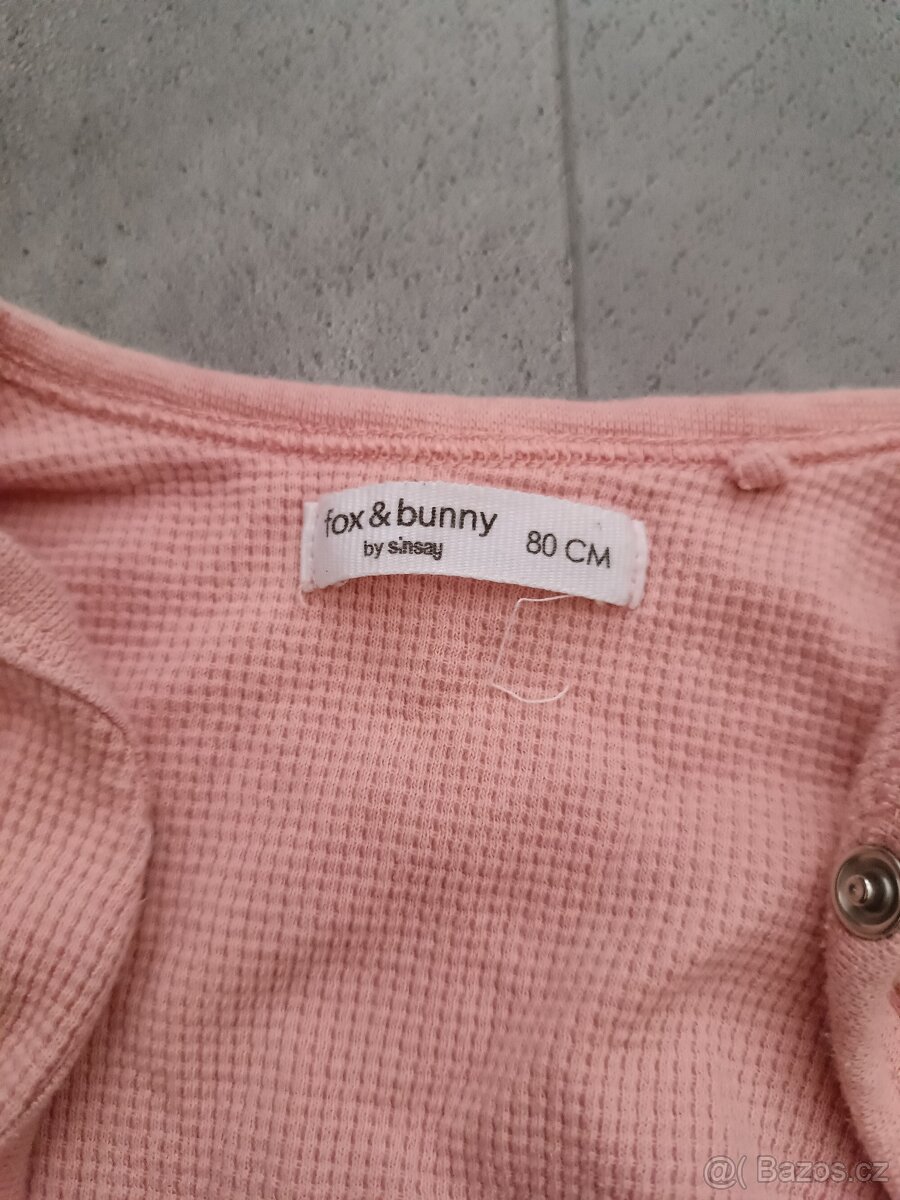 fox & bunny
by sinsay
80 CM
@( Bazos.cz